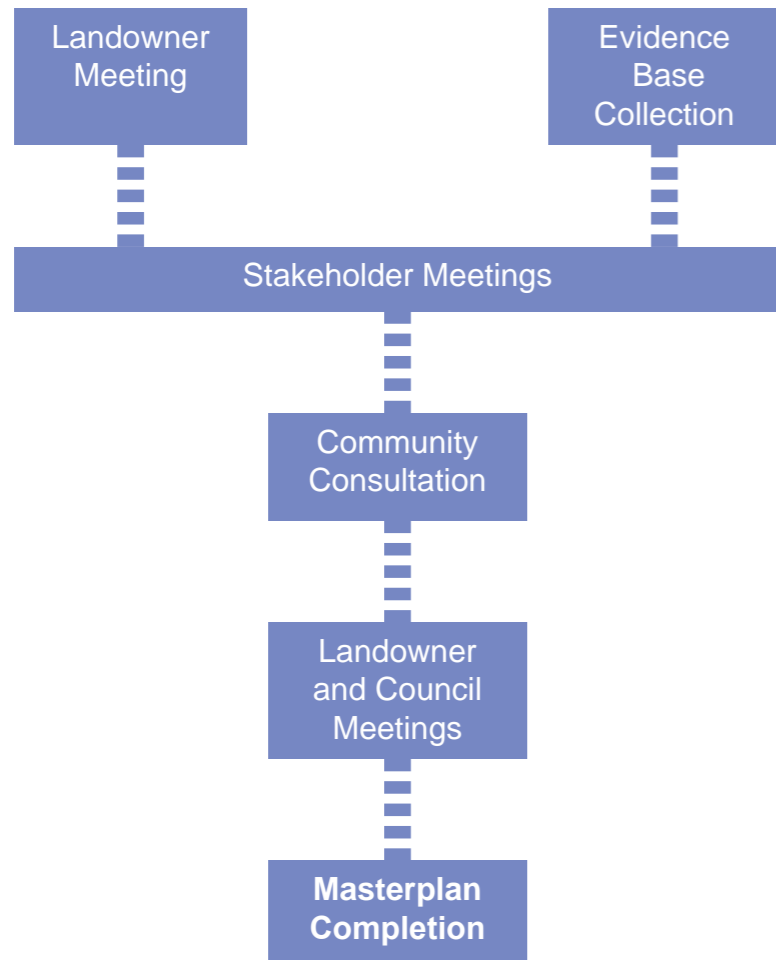 Landowner
Meeting
Evidence
Base
Collection
Stakeholder Meetings
Community
Consultation
Landowner
and Council
Meetings
Masterplan
Completion